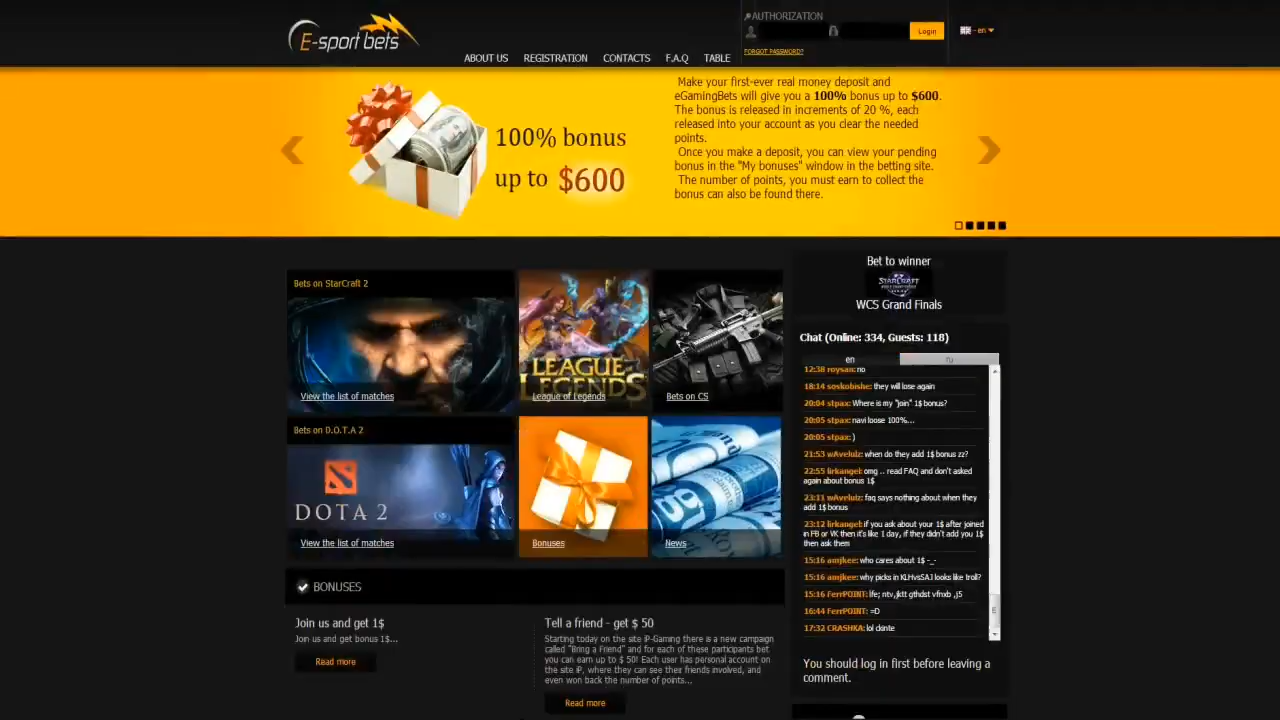 E-sport bets
AUTHORIZATION
Login
FORGOT PASSWORD?
- en
ABOUT US
REGISTRATION
CONTACTS
F.A.Q
TABLE
100% bonus
up to $600
Make your first-ever real money deposit and
eGamingBets will give you a 100% bonus up to $600.
The bonus is released in increments of 20 %, each
released into your account as you clear the needed
points.
Once you make a deposit, you can view your pending
bonus in the "My bonuses" window in the betting site.
The number of points, you must earn to collect the
bonus can also be found there.
Bets on StarCraft 2
View the list of matches
LEAGUE
LEGENDS
League of Legends
Bets on CS
Bets on D.O.T.A 2
DOTA 2
View the list of matches
Bonuses
News
BONUSES
Join us and get 1$
Join us and get bonus 1$...
Read more
Tell a friend - get $ 50
Starting today on the site iP-Gaming there is a new campaign
called "Bring a Friend" and for each of these participants bet
you can earn up to $ 50! Each user has personal account on
the site iP, where they can see their friends involved, and
even won back the number of points...
Read more
Bet to winner
STARCRAFT
WCS Grand Finals
Chat (Online: 334, Guests: 118)
en
ru
12:38 roysan: no
18:14 soskobishe: they will lose again
20:04 stpax: Where is my "join" 1$ bonus?
20:05 stpax: navi loose 100%...
20:05 stpax: )
21:53 wAveluiz: when do they add 1$ bonus zz?
22:55 lirkangel: omg .. read FAQ and don't asked
again about bonus 1$
23:11 wAveluiz: faq says nothing about when they
add 1$ bonus
23:12 lirkangel: if you ask about your 1$ after joined
in FB or VK then it's like 1 day, if they didn't add you 1$
then ask them
15:16 amjkee: who cares about 1$ -_-
15:16 amjkee: why picks in KLHvsSAJ looks like troll?
15:16 FerrPOINT: lfe; ntv,jktt gthdst vfnxb ,j5
16:44 FerrPOINT: =D
17:32 CRASHKA: lol dinte
You should log in first before leaving a
comment.